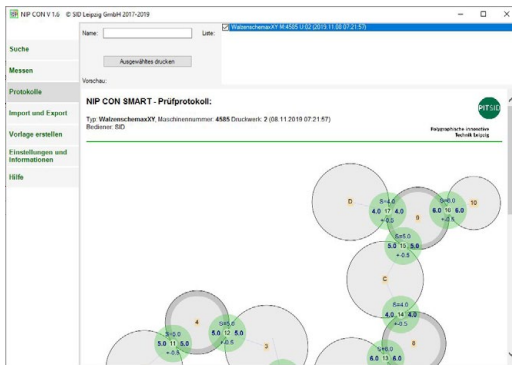 NIP CON V 1.6 © SID Leipzig GmbH 2017-2019
Name:
Liste:
WalzenschemaxXY M:4585 U:02 (2019.11.08 07:21:57)
Ausgewähltes drucken
Vorschau:
Suche
Messen
Protokolle
Import und Export
Vorlage erstellen
Einstellungen und
Informationen
Hilfe
NIP CON SMART - Prüfprotokoll:
Typ: WalzenschemaxXY, Maschinennummer: 4585 Druckwerk: 2 (08.11.2019 07:21:57)
Bediener: SID
PITSID
Polygraphische innovative
Technik Leipzig
D
S=4.0
4.0 17 4.0
+-0.5
9
S=6.0
6.0 16 6.0
+-0.5
10
S=5.0
5.0 15 5.0
+-0.5
C
S=4.0
4.0 14 4.0
+-0.5
8
6.0 13 6.0
+-0.5
4
S=5.0
5.0 12 5.0
+-0.5
S=5.0
5.0 11 5.0
+-0.5
3